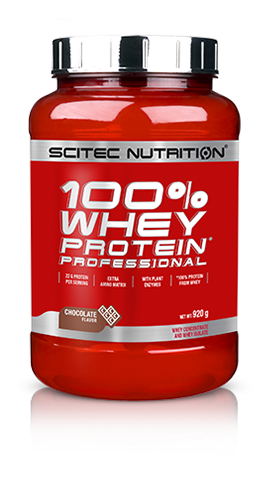 SCITEC NUTRITION®
100%
WHEY
PROTEIN*
PROFESSIONAL
22 G PROTEIN PER SERVING
EXTRA AMINO MATRIX
WITH PLANT ENZYMES
*100% PROTEIN FROM WHEY
CHOCOLATE
FLAVOR
NET WT. 920 g
WHEY CONCENTRATE
AND WHEY ISOLATE